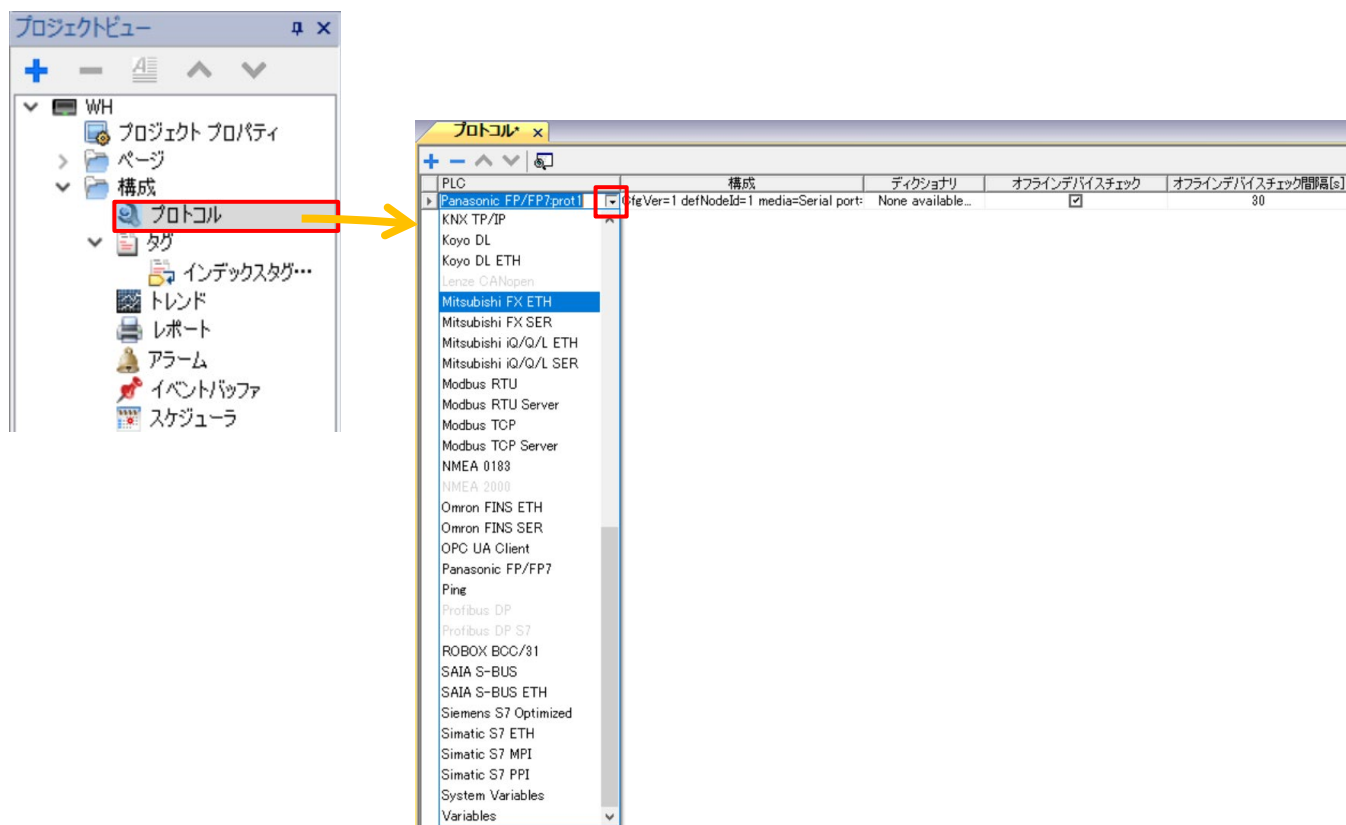 プロジェクトビュー
WH
プロジェクト プロパティ
ページ
構成
プロトコル
タグ
インデックスタグ…
トレンド
レポート
アラーム
イベントバッファ
スケジューラ
プロトコル*
PLC 構成 ディクショナリ オフラインデバイスチェック オフラインデバイスチェック間隔[s]
Panasonic FP/FP7:prot1 CfgVer=1 defNodeId=1 media=Serial port: None available... 30
KNX TP/IP
Koyo DL
Koyo DL ETH
Lenze CANopen
Mitsubishi FX ETH
Mitsubishi FX SER
Mitsubishi iQ/Q/L ETH
Mitsubishi iQ/Q/L SER
Modbus RTU
Modbus RTU Server
Modbus TCP
Modbus TCP Server
NMEA 0183
NMEA 2000
Omron FINS ETH
Omron FINS SER
OPC UA Client
Panasonic FP/FP7
Ping
Profibus DP
Profibus DP S7
ROBOX BCC/31
SAIA S-BUS
SAIA S-BUS ETH
Siemens S7 Optimized
Simatic S7 ETH
Simatic S7 MPI
Simatic S7 PPI
System Variables
Variables